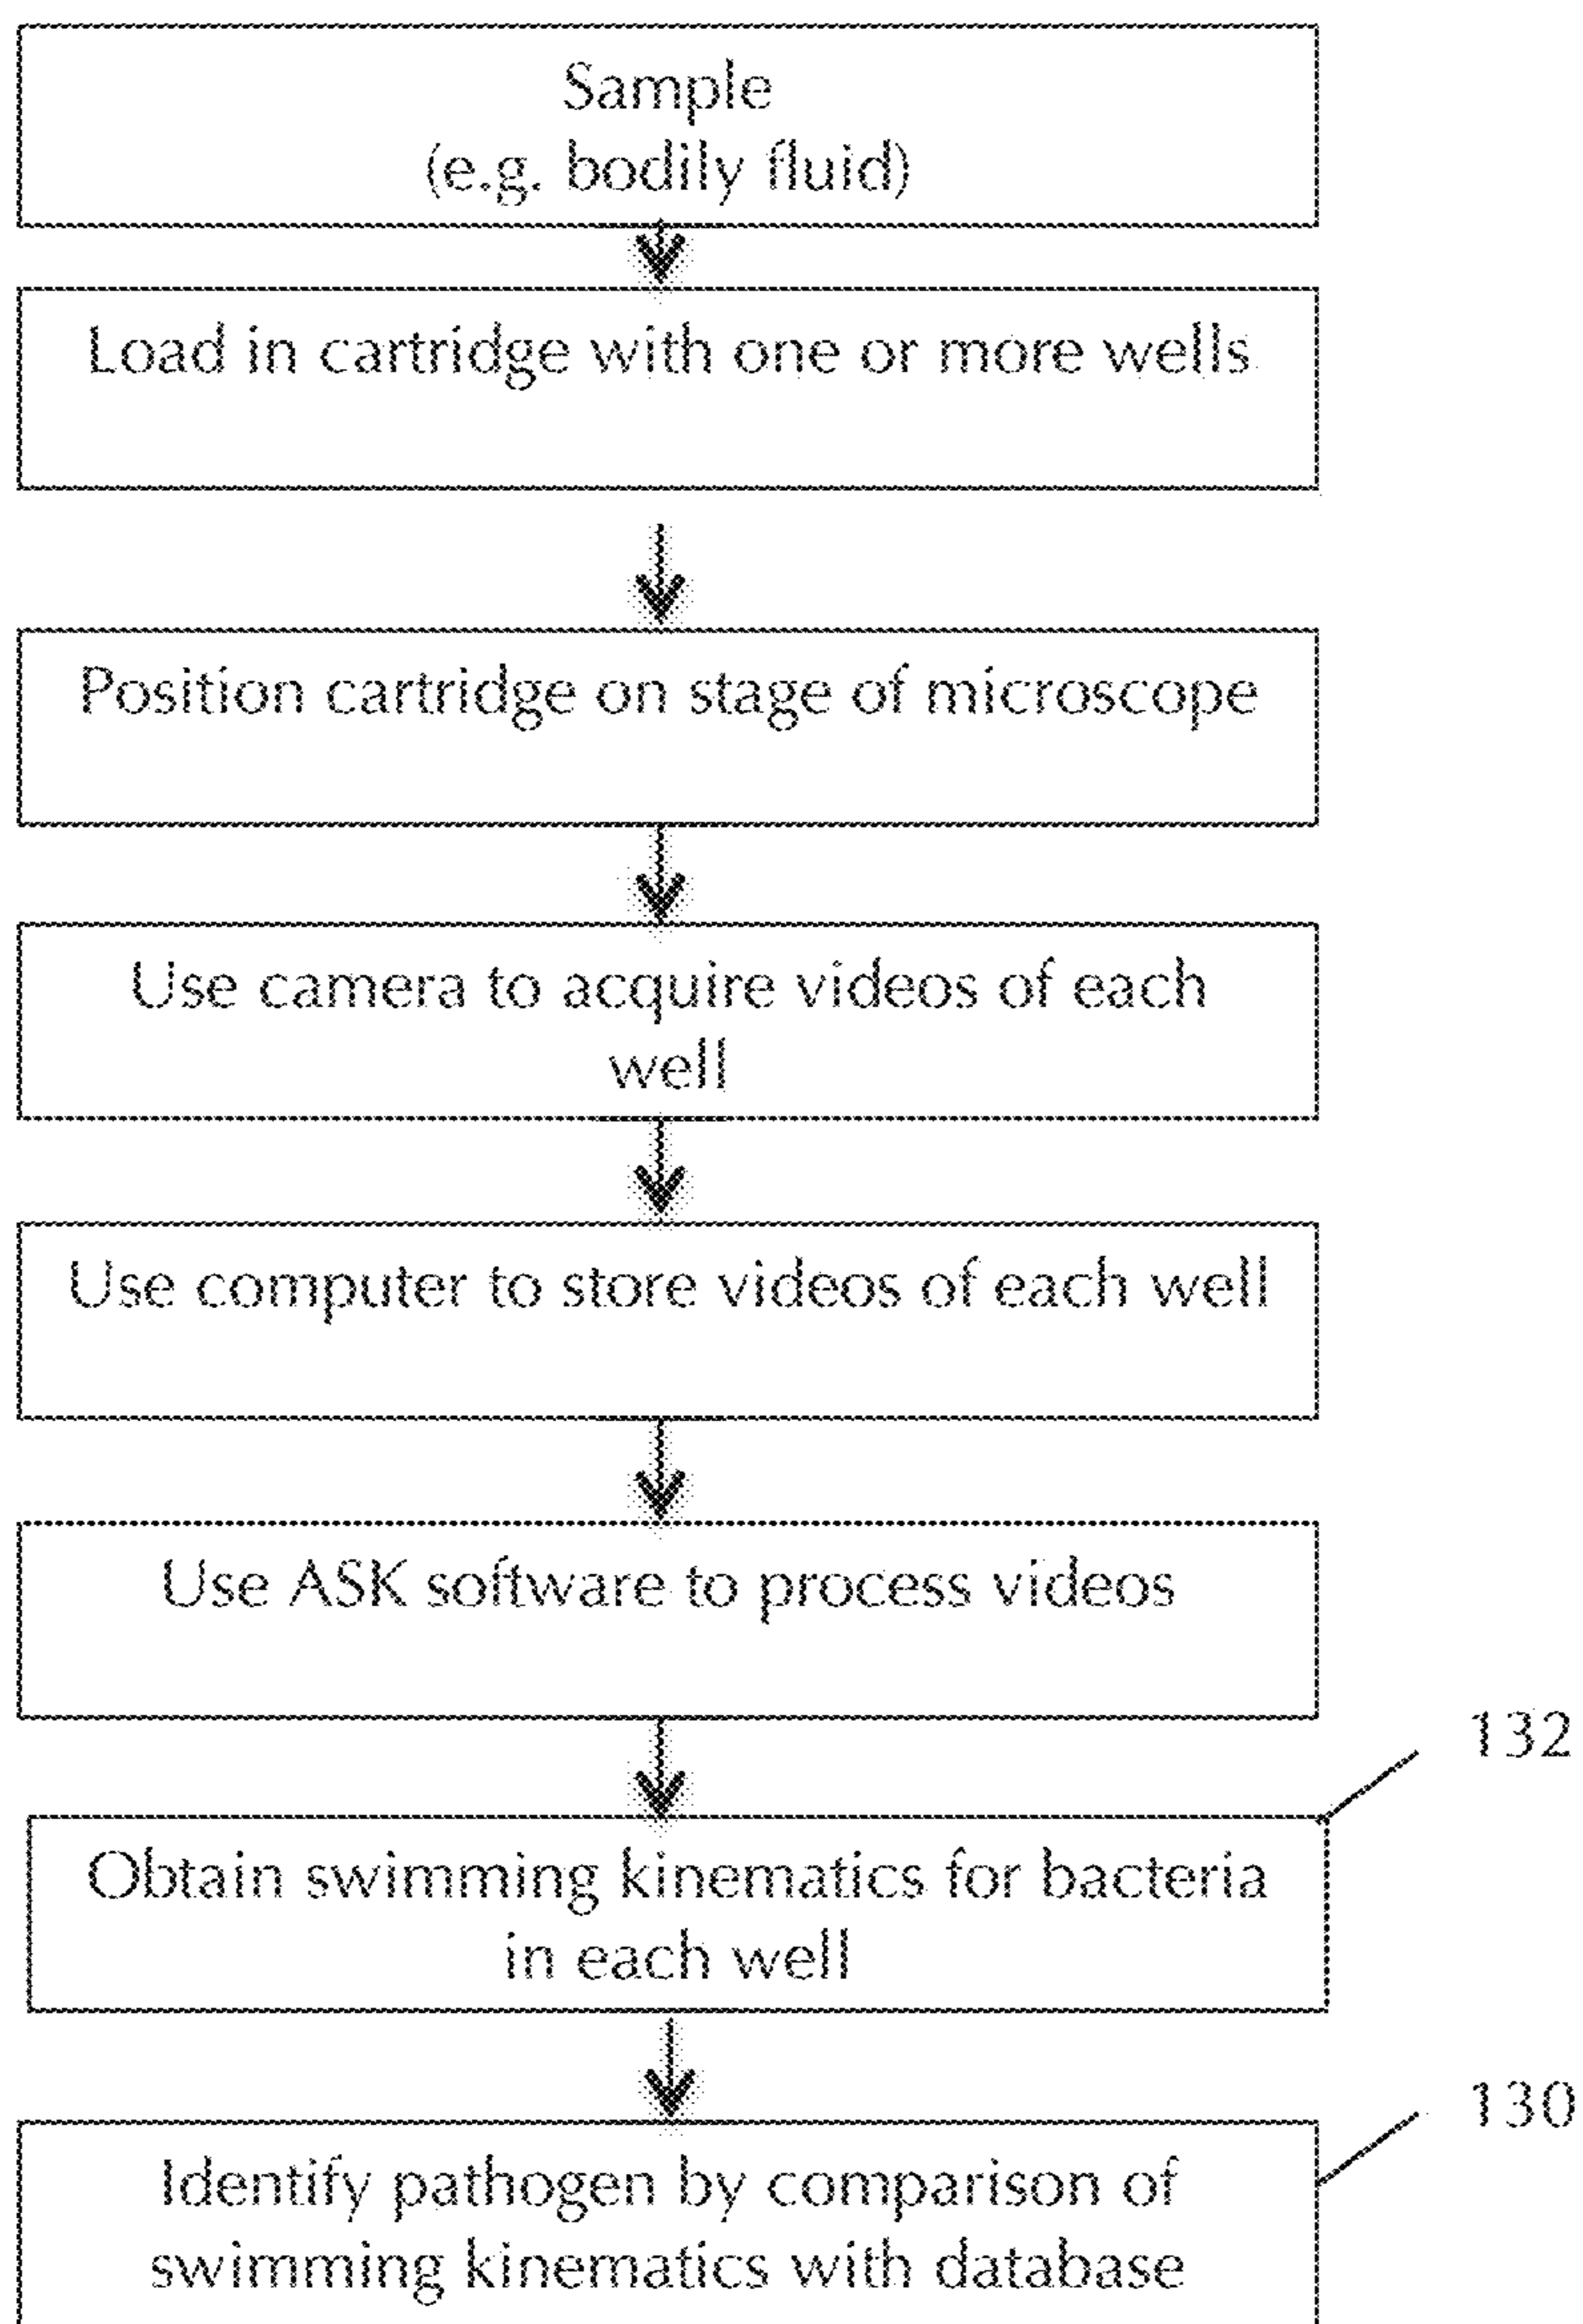 Sample
(e.g. bodily fluid)
Load in cartridge with one or more wells
Position cartridge on stage of microscope
Use camera to acquire videos of each
well
Use computer to store videos of each well
Use ASK software to process videos
132
Obtain swimming kinematics for bacteria
in each well
130
Identify pathogen by comparison of
swimming kinematics with database